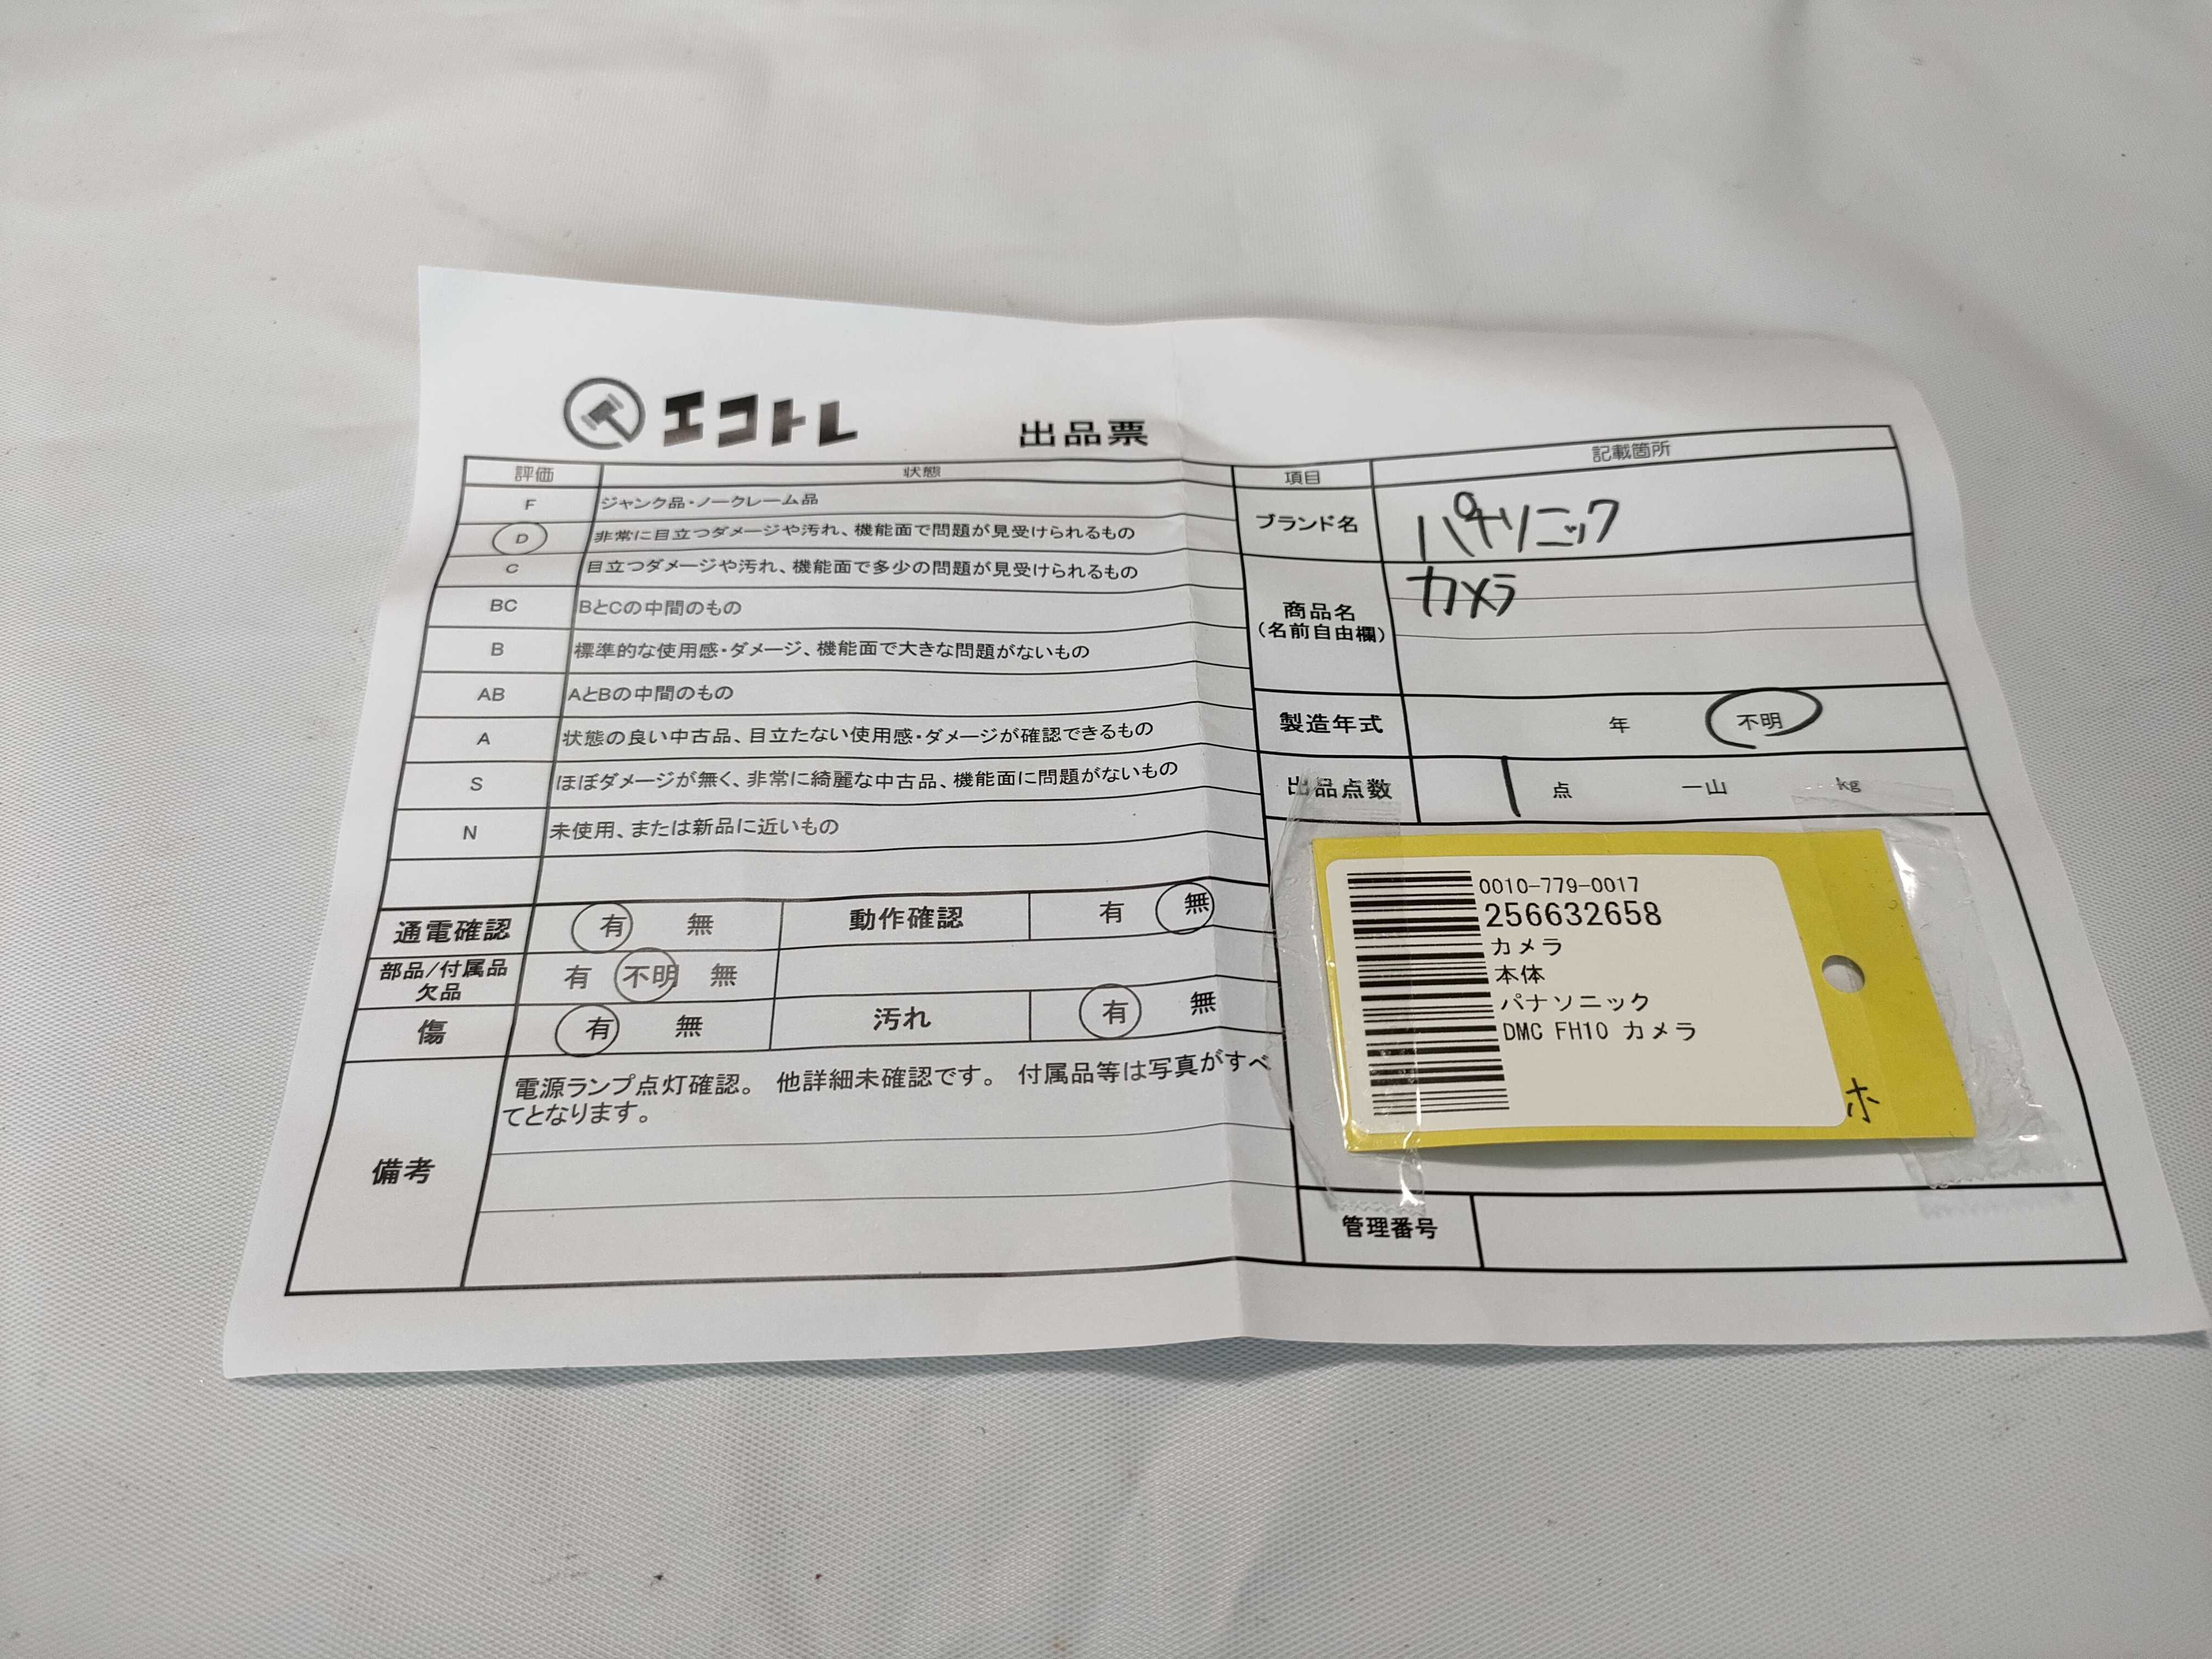 エコトレ 出品票
評価 状態
F ジャンク品・ノークレーム品
D 非常に目立つダメージや汚れ、機能面で問題が見受けられるもの
C 目立つダメージや汚れ、機能面で多少の問題が見受けられるもの
BC BとCの中間のもの
B 標準的な使用感・ダメージ、機能面で大きな問題がないもの
AB AとBの中間のもの
A 状態の良い中古品、目立たない使用感・ダメージが確認できるもの
S ほぼダメージが無く、非常に綺麗な中古品、機能面に問題がないもの
N 未使用、または新品に近いもの
通電確認 有 無 動作確認 有 無
部品/付属品
欠品 有 不明 無
傷 有 無 汚れ 有 無
備考
電源ランプ点灯確認。 他詳細未確認です。 付属品等は写真がすべ
てとなります。
項目 記載箇所
ブランド名 パナソニック
商品名
(名前自由欄)
カメラ
製造年式 年 不明
出品点数 1 点 一山 kg
0010-779-0017
256632658
カメラ
本体
パナソニック
DMC FH10 カメラ
ホ
管理番号